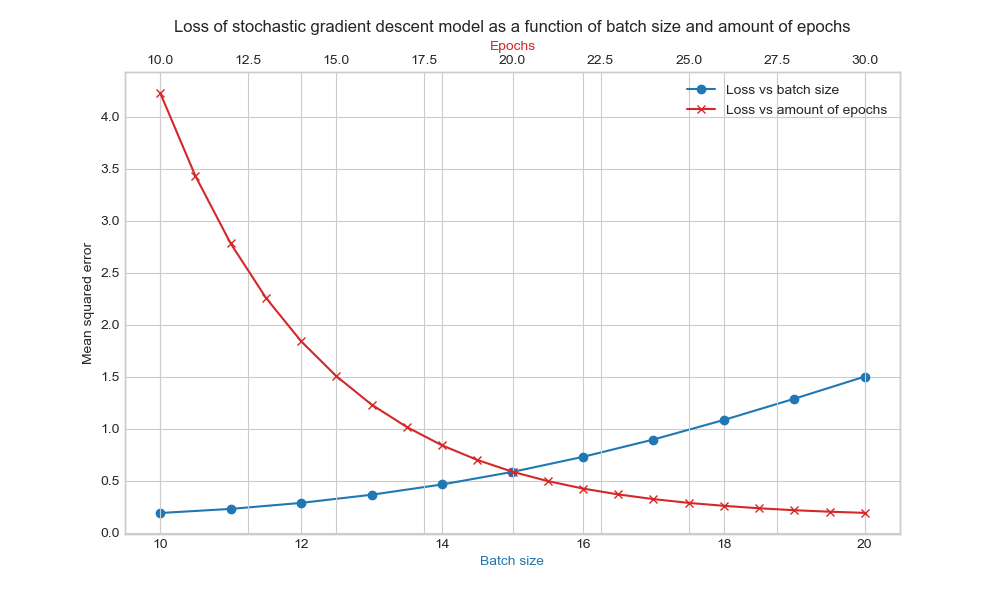 Loss of stochastic gradient descent model as a function of batch size and amount of epochs
Epochs
10.0 12.5 15.0 17.5 20.0 22.5 25.0 27.5 30.0
Loss vs batch size
Loss vs amount of epochs
4.0
3.5
3.0
2.5
2.0
1.5
1.0
0.5
0.0
Mean squared error
10 12 14 16 18 20
Batch size